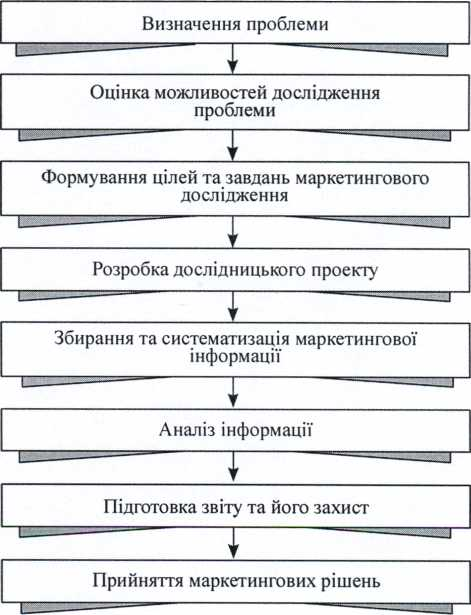 Визначення проблеми
Оцінка можливостей дослідження
проблеми
Формування цілей та завдань маркетингового
дослідження
Розробка дослідницького проекту
Збирання та систематизація маркетингової
інформації
Аналіз інформації
Підготовка звіту та його захист
Прийняття маркетингових рішень